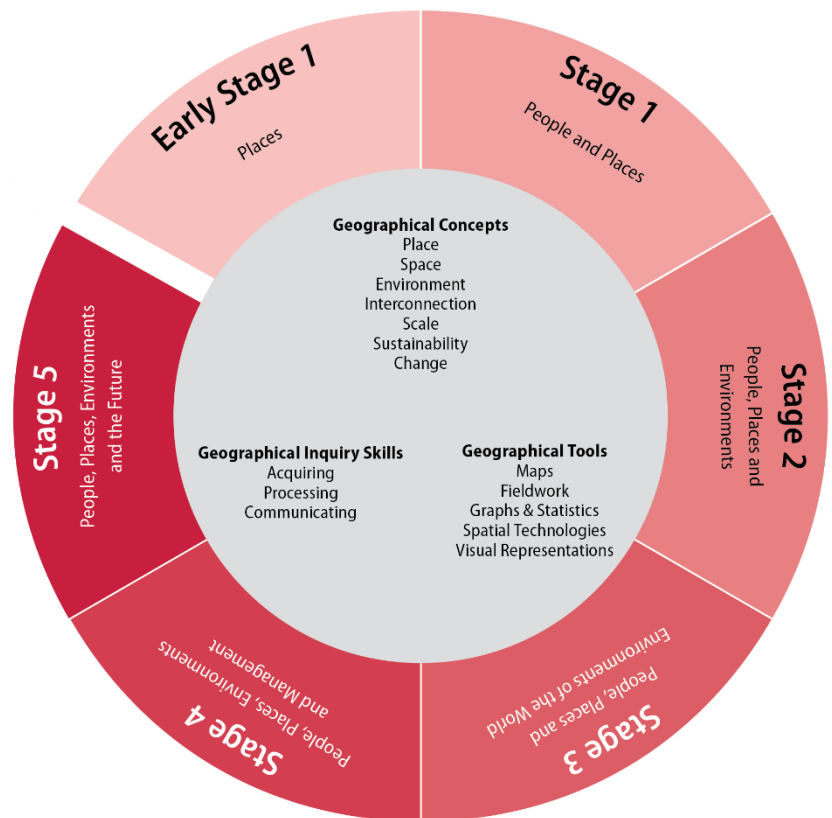 Early Stage 1
Places
Stage 1
People and Places
Stage 2
People, Places and
Environments
Stage 3
People, Places and
Environments of the World
Stage 4
People, Places, Environments
and Management
Stage 5
People, Places, Environments
and the Future
Geographical Concepts
Place
Space
Environment
Interconnection
Scale
Sustainability
Change
Geographical Inquiry Skills
Acquiring
Processing
Communicating
Geographical Tools
Maps
Fieldwork
Graphs & Statistics
Spatial Technologies
Visual Representations